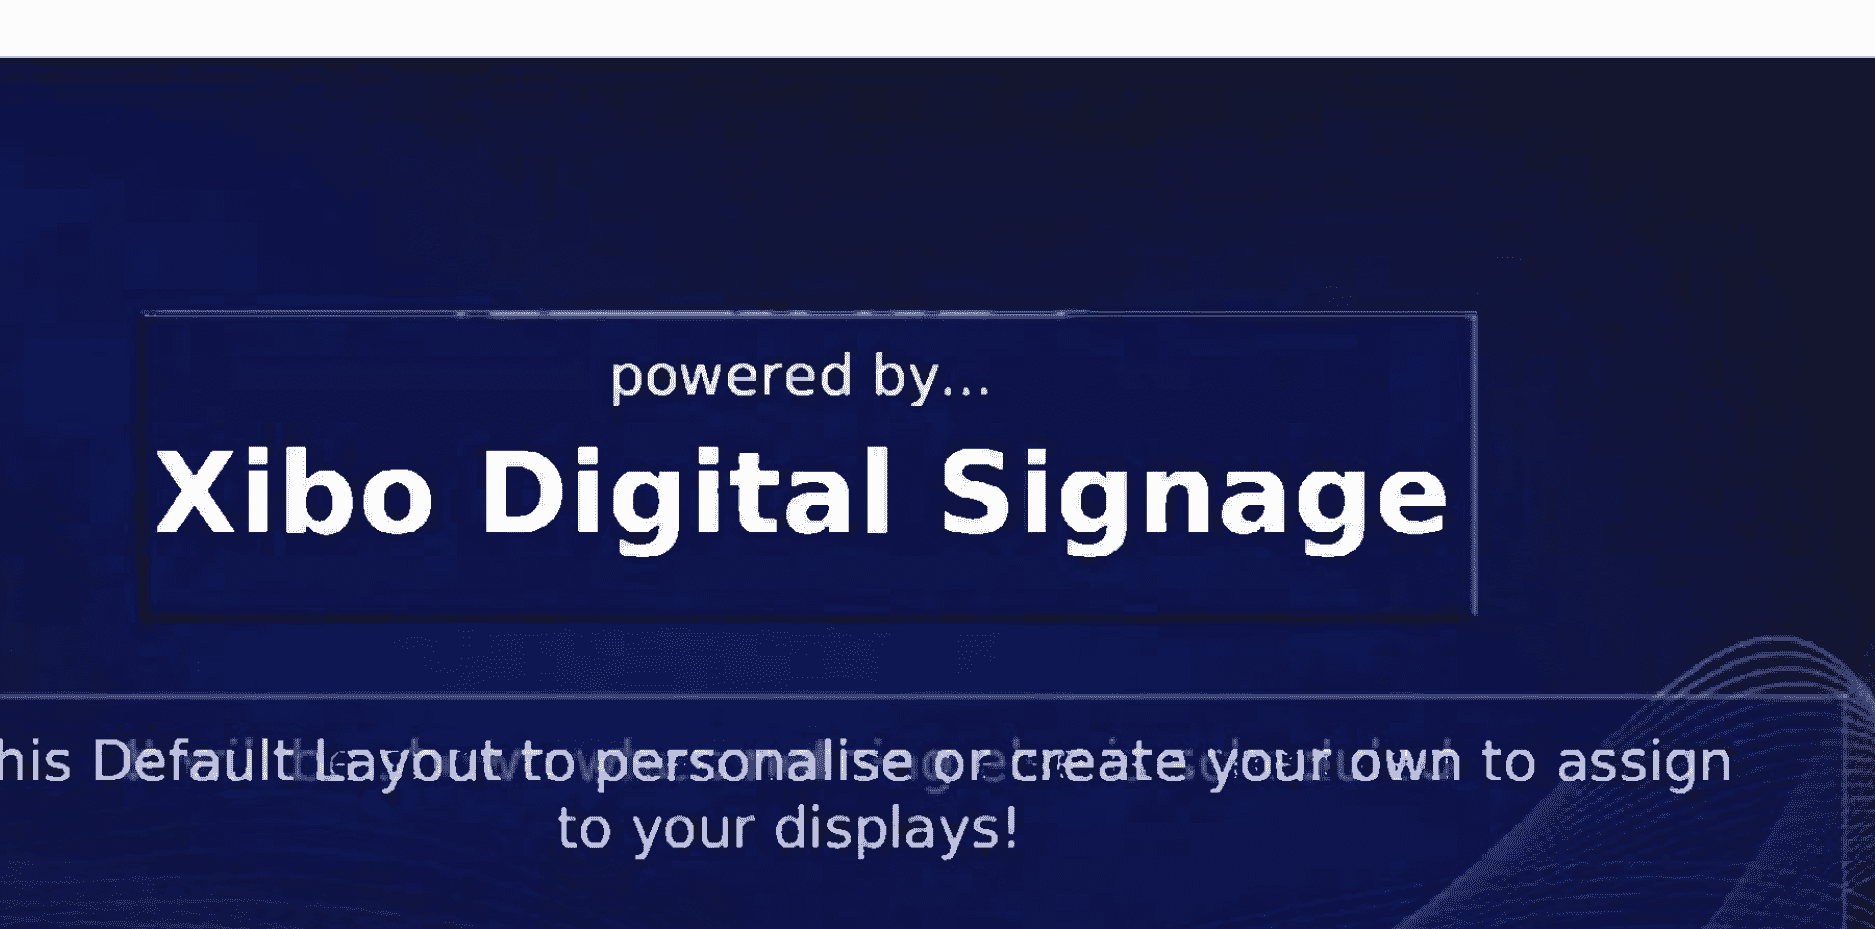 powered by...
Xibo Digital Signage
his Default Layout to personalise or create your own to assign
to your displays!